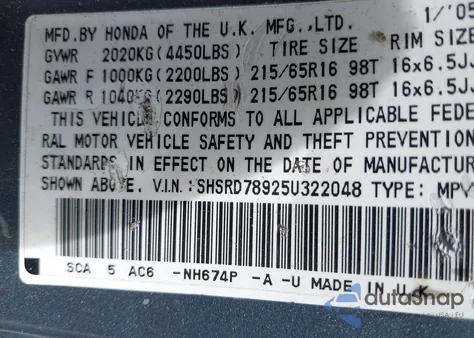 MFD.BY HONDA OF THE U.K. MFG.,LTD. 1/'05
GVWR 2020KG(4450LBS) TIRE SIZE RIM SIZE
GAWR F 1000KG(2200LBS) 215/65R16 98T 16x6.5JJ
GAWR R 1040KG(2290LBS) 215/65R16 98T 16x6.5JJ
THIS VEHICLE CONFORMS TO ALL APPLICABLE FEDE
RAL MOTOR VEHICLE SAFETY AND THEFT PREVENTION
STANDARDS IN EFFECT ON THE DATE OF MANUFACTUR
SHOWN ABOVE. V.I.N.:SHSRD78925U322048 TYPE: MPV
SCA 5 AC6 -NH674P -A -U MADE IN U.K.
dutasnap